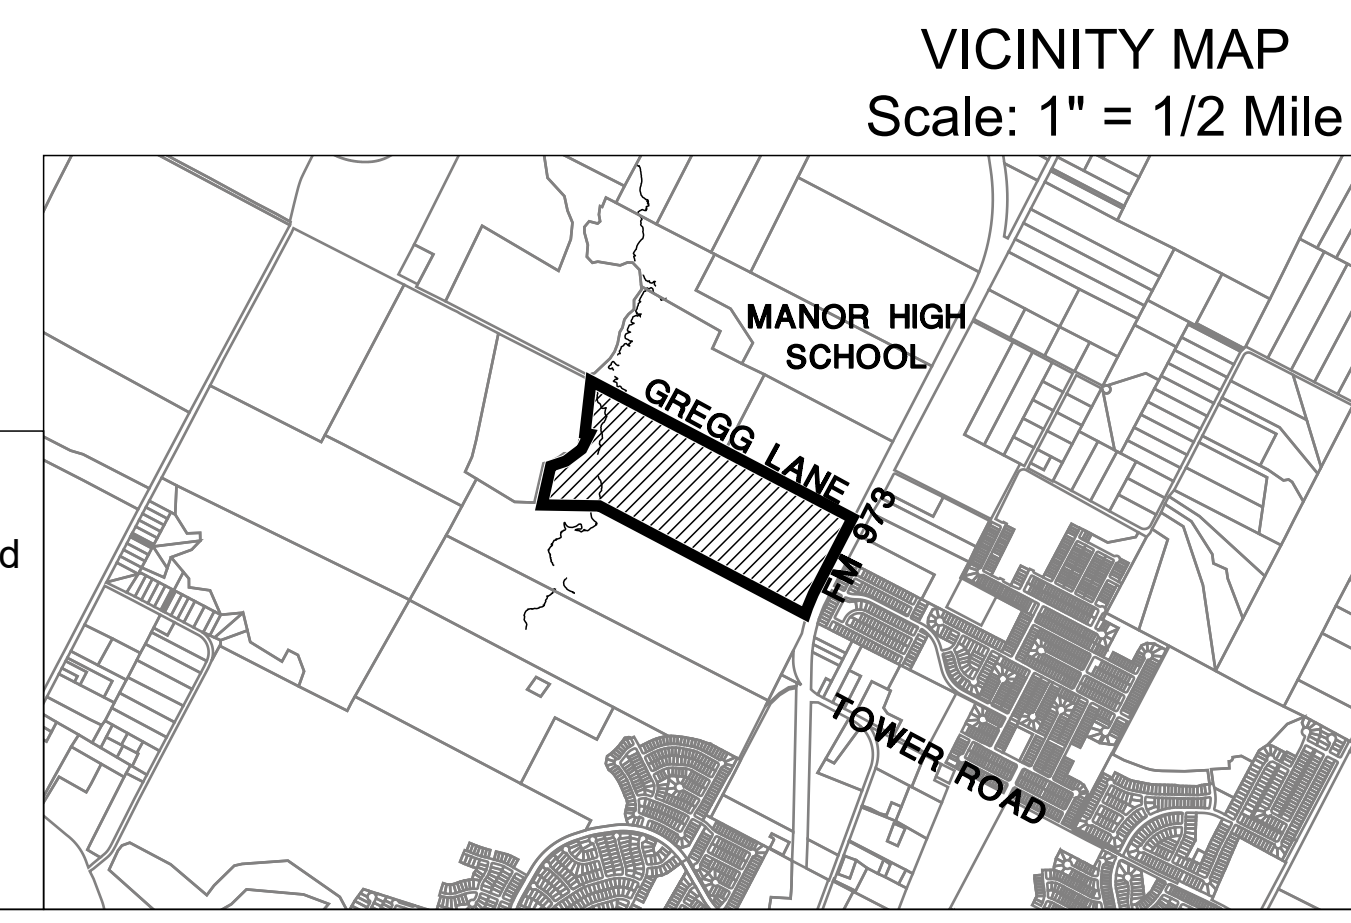 VICINITY MAP
Scale: 1" = 1/2 Mile
MANOR HIGH
SCHOOL
GREGG LANE
FM 973
d
TOWER ROAD